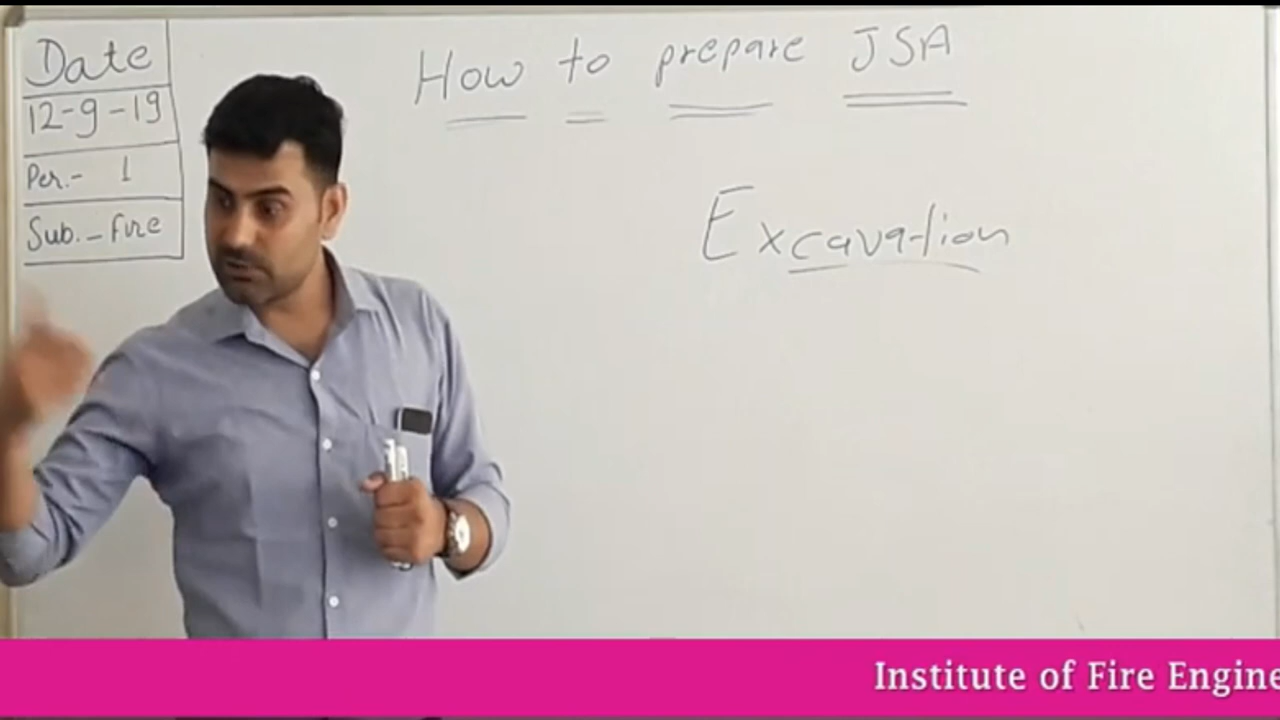 Date
12-9-19
Per.- 1
Sub.- Fire
How to prepare JSA
Excavation
Institute of Fire Engine